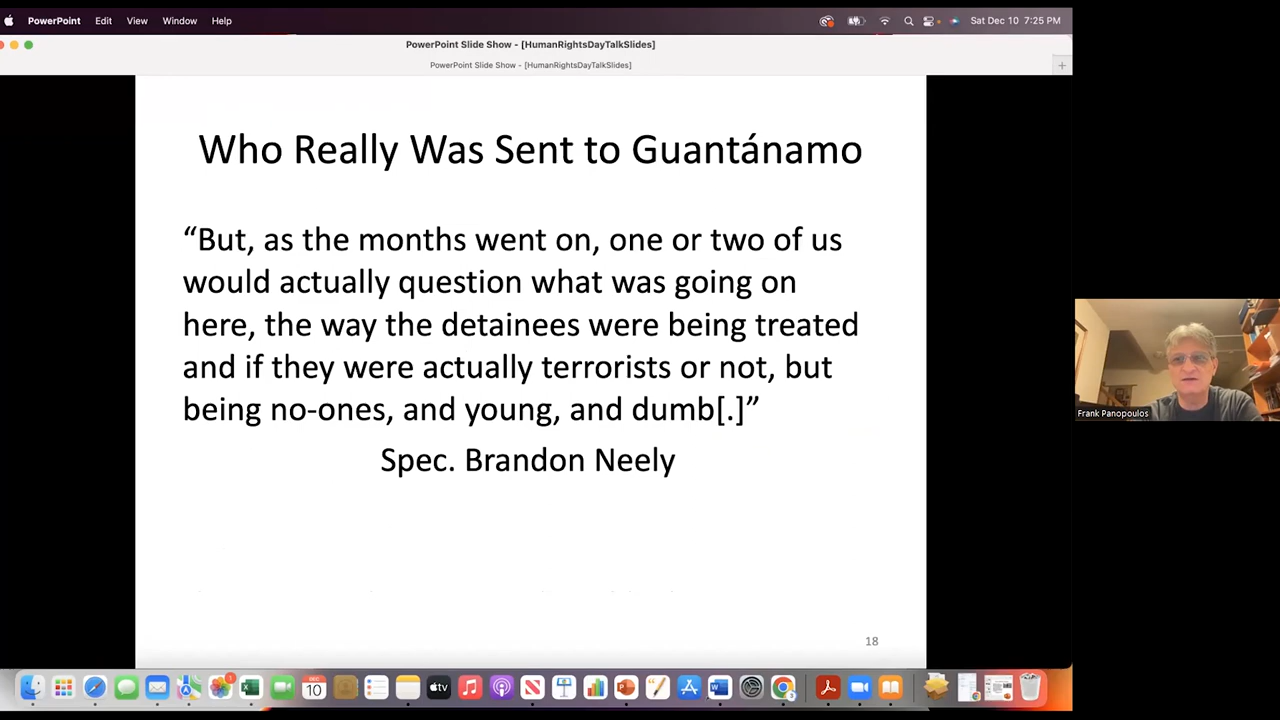 PowerPoint Edit View Window Help Sat Dec 10 7:25 PM
PowerPoint Slide Show - [HumanRightsDayTalkSlides]
PowerPoint Slide Show - [HumanRightsDayTalkSlides]
Who Really Was Sent to Guantánamo
“But, as the months went on, one or two of us
would actually question what was going on
here, the way the detainees were being treated
and if they were actually terrorists or not, but
being no-ones, and young, and dumb[.]”
Spec. Brandon Neely
18
Frank Panopoulos
DEC
10
tv